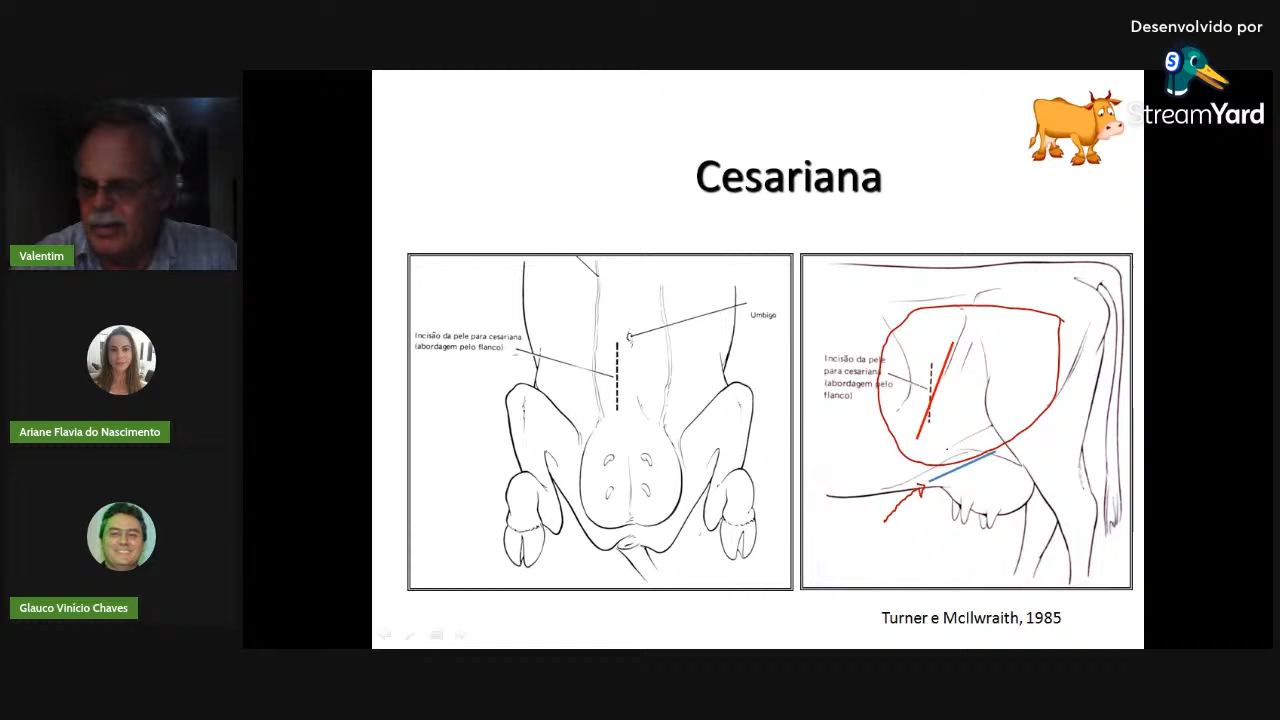 Desenvolvido por
StreamYard
Cesariana
Valentim
Incisão da pele para cesariana
(abordagem pelo flanco)
Umbigo
Incisão da pele
para cesariana
(abordagem pelo
flanco)
Ariane Flavia do Nascimento
Glauco Vinício Chaves
Turner e McIlwraith, 1985